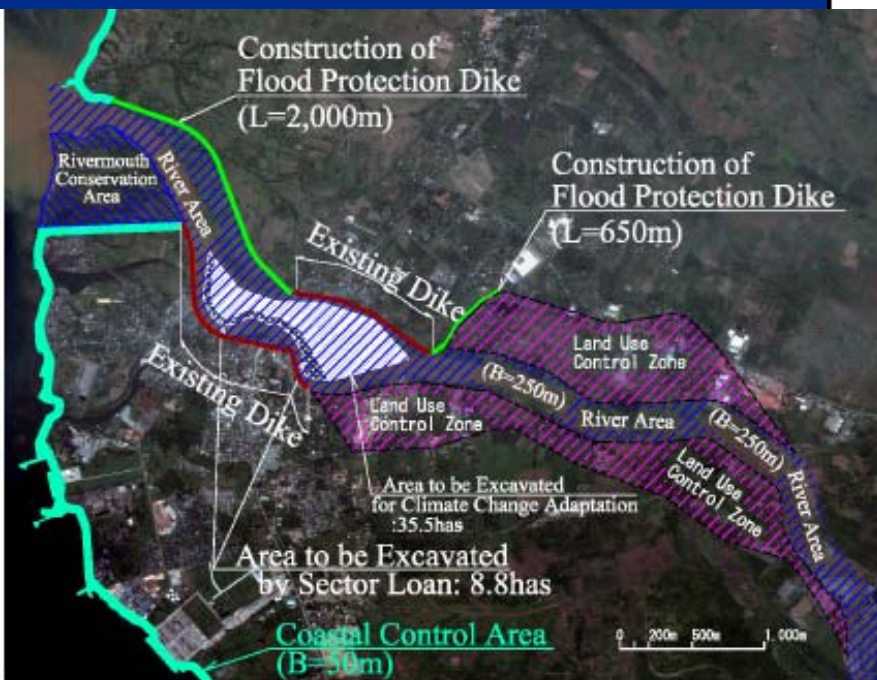 Construction of
Flood Protection Dike
(L=2,000m)
Rivermouth
Conservation
Area
River Area
Construction of
Flood Protection Dike
(L=650m)
Existing Dike
Land Use
Control Zone
(B=250m)
River Area
(B=250m)
Existing Dike
Land Use
Control Zone
Land Use
Control Zone
River Area
Area to be Excavated
for Climate Change Adaptation
:35.5has
Area to be Excavated
by Sector Loan: 8.8has
Coastal Control Area
(B=50m)
0 200m 500m 1,000m